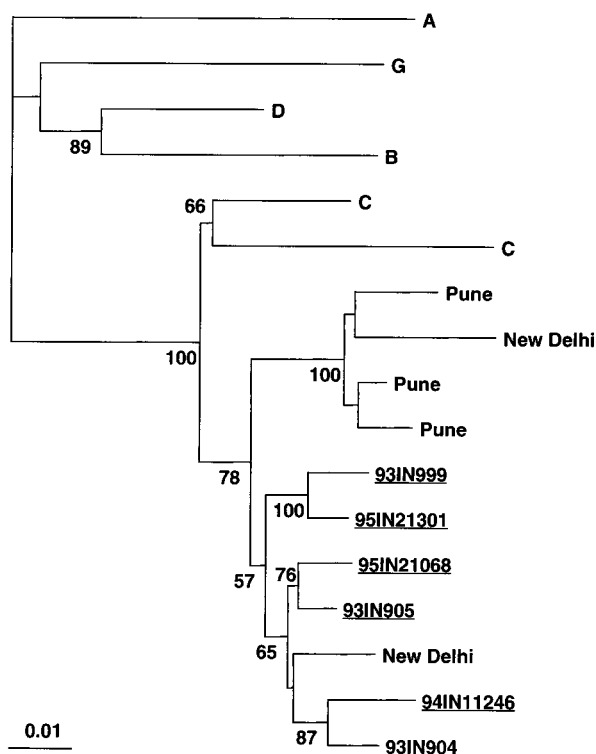 A
G
D
89
B
66
C
C
Pune
New Delhi
100
100
Pune
Pune
78
93IN999
100
95IN21301
95IN21068
76
57
93IN905
65
New Delhi
94IN11246
87
93IN904
0.01